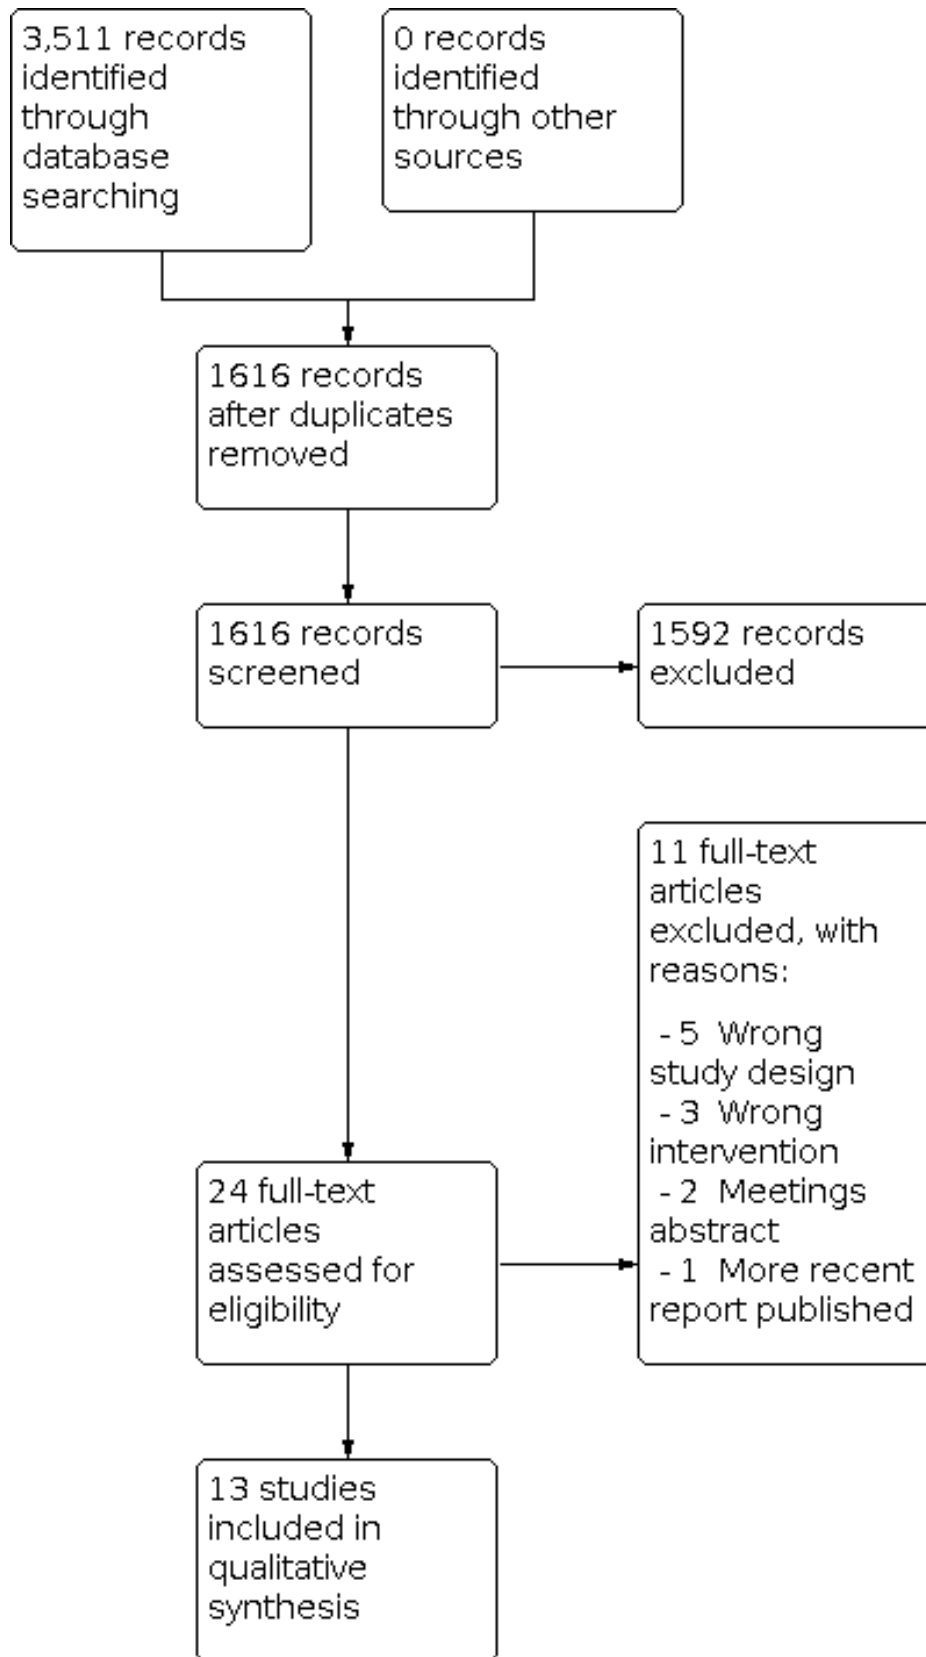 3,511 records
identified
through
database
searching
0 records
identified
through other
sources
1616 records
after duplicates
removed
1616 records
screened
1592 records
excluded
11 full-text
articles
excluded, with
reasons:
- 5 Wrong
study design
- 3 Wrong
intervention
- 2 Meetings
abstract
- 1 More recent
report published
24 full-text
articles
assessed for
eligibility
13 studies
included in
qualitative
synthesis